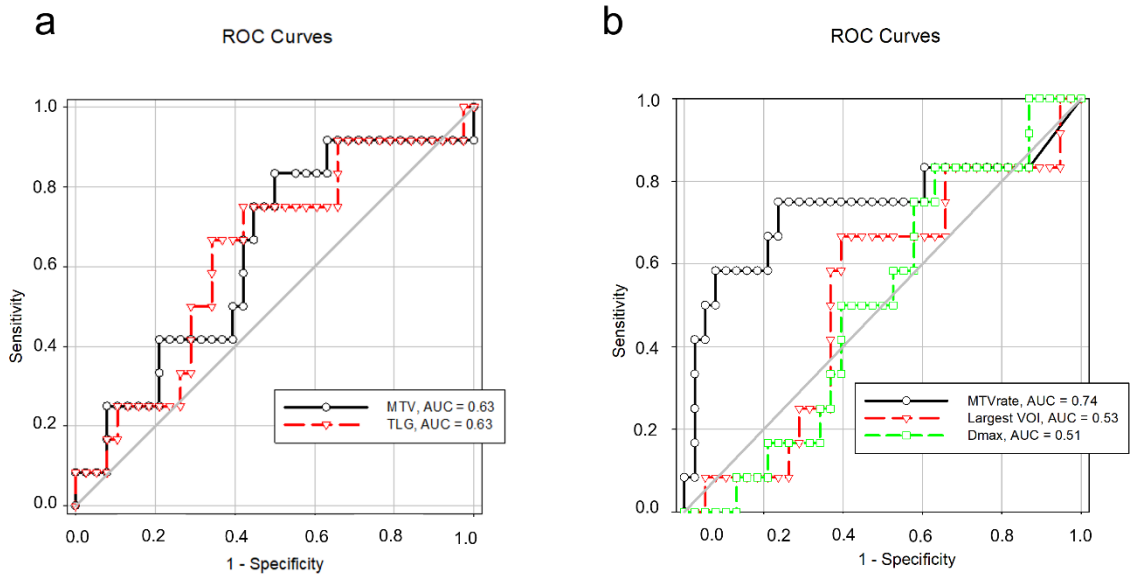 a
ROC Curves
1.0
0.8
0.6
0.4
0.2
0.0
Sensitivity
MTV, AUC = 0.63
TLG, AUC = 0.63
0.0 0.2 0.4 0.6 0.8 1.0
1 - Specificity
b
ROC Curves
1.0
0.8
0.6
0.4
0.2
0.0
Sensitivity
MTVrate, AUC = 0.74
Largest VOI, AUC = 0.53
Dmax, AUC = 0.51
0.0 0.2 0.4 0.6 0.8 1.0
1 - Specificity